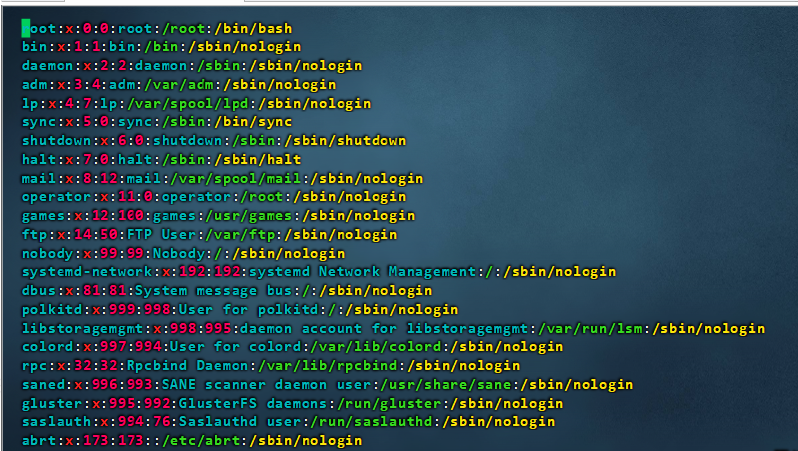 root:x:0:0:root:/root:/bin/bash
bin:x:1:1:bin:/bin:/sbin/nologin
daemon:x:2:2:daemon:/sbin:/sbin/nologin
adm:x:3:4:adm:/var/adm:/sbin/nologin
lp:x:4:7:lp:/var/spool/lpd:/sbin/nologin
sync:x:5:0:sync:/sbin:/bin/sync
shutdown:x:6:0:shutdown:/sbin:/sbin/shutdown
halt:x:7:0:halt:/sbin:/sbin/halt
mail:x:8:12:mail:/var/spool/mail:/sbin/nologin
operator:x:11:0:operator:/root:/sbin/nologin
games:x:12:100:games:/usr/games:/sbin/nologin
ftp:x:14:50:FTP User:/var/ftp:/sbin/nologin
nobody:x:99:99:Nobody:/:/sbin/nologin
systemd-network:x:192:192:systemd Network Management:/:/sbin/nologin
dbus:x:81:81:System message bus:/:/sbin/nologin
polkitd:x:999:998:User for polkitd:/:/sbin/nologin
libstoragemgmt:x:998:995:daemon account for libstoragemgmt:/var/run/lsm:/sbin/nologin
colord:x:997:994:User for colord:/var/lib/colord:/sbin/nologin
rpc:x:32:32:Rpcbind Daemon:/var/lib/rpcbind:/sbin/nologin
saned:x:996:993:SANE scanner daemon user:/usr/share/sane:/sbin/nologin
gluster:x:995:992:GlusterFS daemons:/run/gluster:/sbin/nologin
saslauth:x:994:76:Saslauthd user:/run/saslauthd:/sbin/nologin
abrt:x:173:173::/etc/abrt:/sbin/nologin